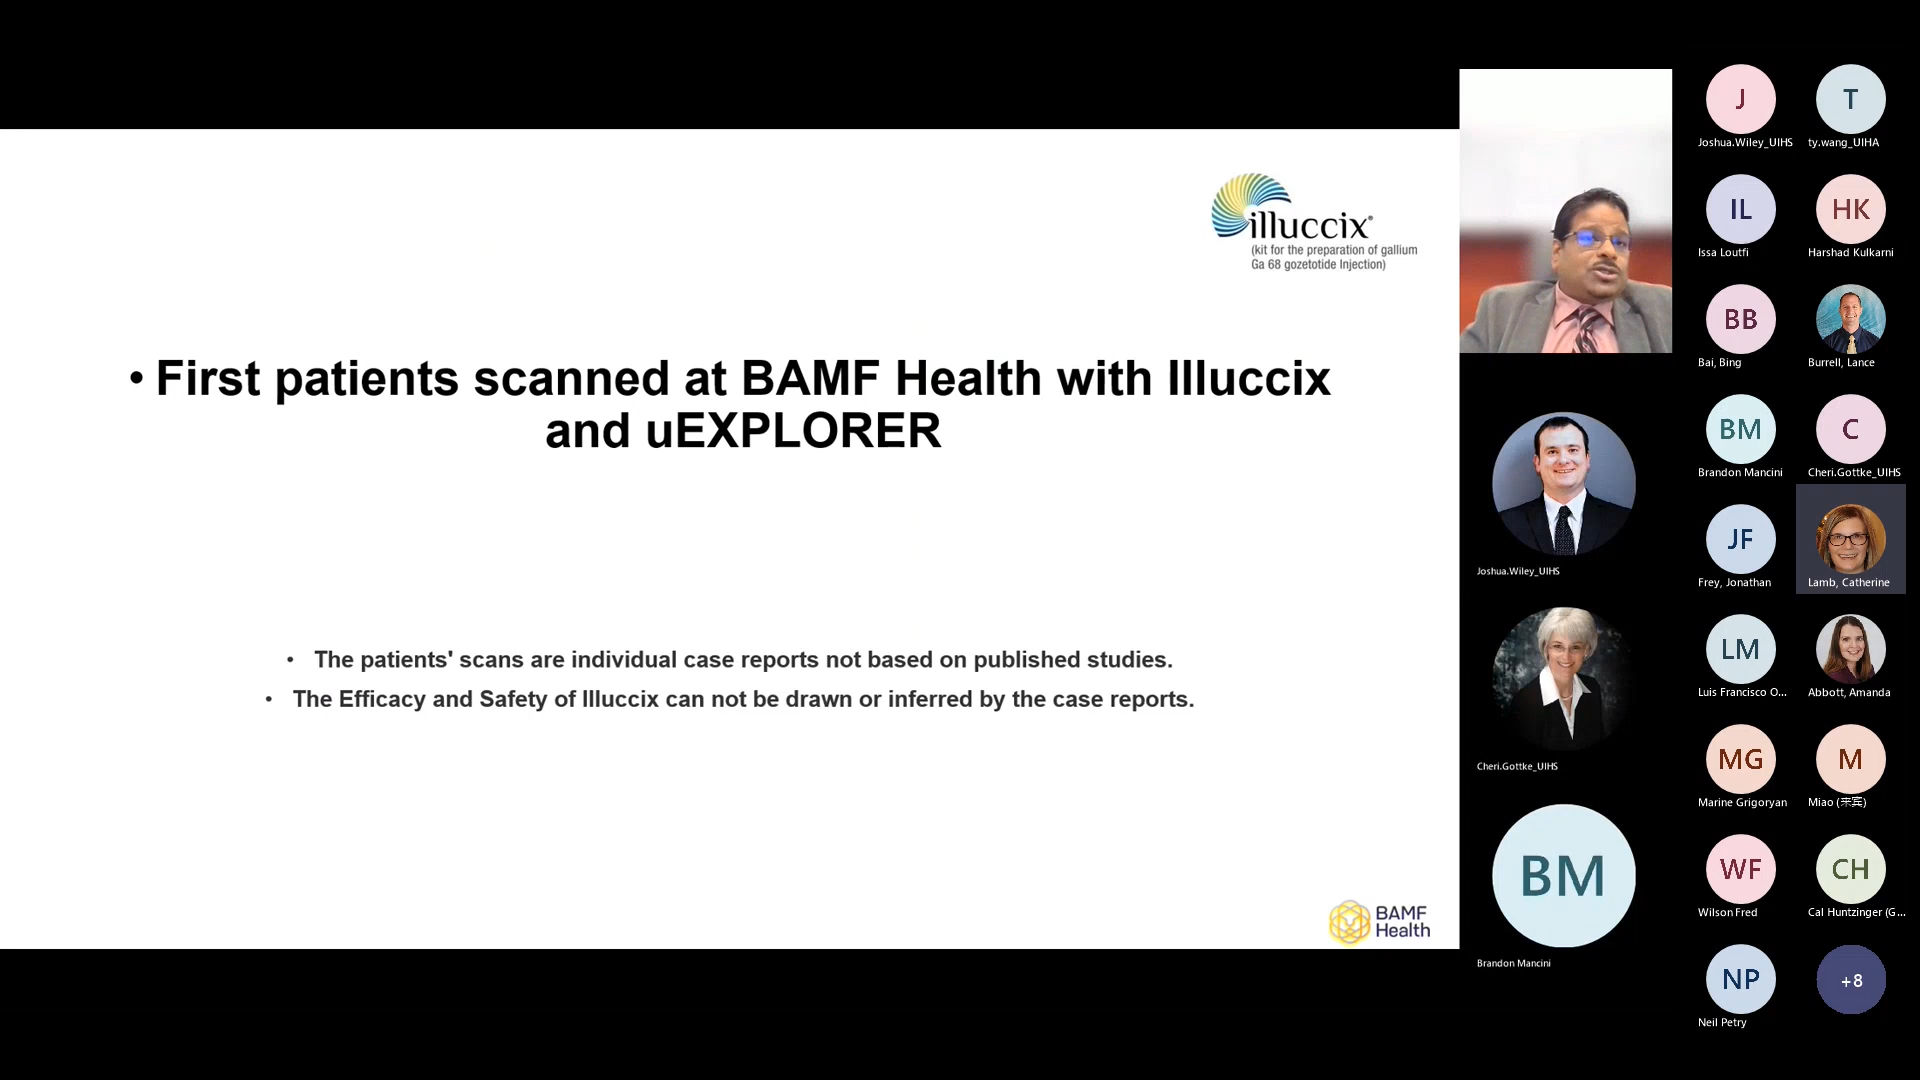 illuccix®
(kit for the preparation of gallium
Ga 68 gozetotide Injection)
• First patients scanned at BAMF Health with Illuccix
and uEXPLORER
• The patients' scans are individual case reports not based on published studies.
• The Efficacy and Safety of Illuccix can not be drawn or inferred by the case reports.
BAMF
Health
Joshua.Wiley_UIHS
Cheri.Gottke_UIHS
BM
Brandon Mancini
J
Joshua.Wiley_UIHS
T
ty.wang_UIHA
IL
Issa Loutfi
HK
Harshad Kulkarni
BB
Bai, Bing
Burrell, Lance
BM
Brandon Mancini
C
Cheri.Gottke_UIHS
JF
Frey, Jonathan
Lamb, Catherine
LM
Luis Francisco O...
Abbott, Amanda
MG
Marine Grigoryan
M
Miao (来宾)
WF
Wilson Fred
CH
Cal Huntzinger (G...
NP
Neil Petry
+8